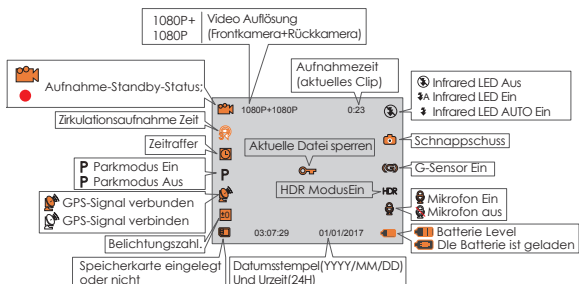 1080P+
1080P
Video Auflösung
(Frontkamera+Rückkamera)
Aufnahmezeit
(aktuelles Clip)
Aufnahme-Standby-Status;
1080P+1080P
0:23
Infrared LED Aus
A Infrared LED Ein
Infrared LED AUTO Ein
Zirkulationsaufnahme Zeit
Zeitraffer
Aktuelle Datei sperren
Schnappschuss
P Parkmodus Ein
P Parkmodus Aus
P
G-Sensor Ein
HDR ModusEin
HDR
GPS-Signal verbunden
GPS-Signal verbinden
Mikrofon Ein
Mikrofon aus
±0
Belichtungszahl.
Batterie Level
DIe Batterie ist geladen
03:07:29
01/01/2017
Speicherkarte eingelegt
oder nicht
Datumsstempel(YYYY/MM/DD)
Und Urzeit(24H)